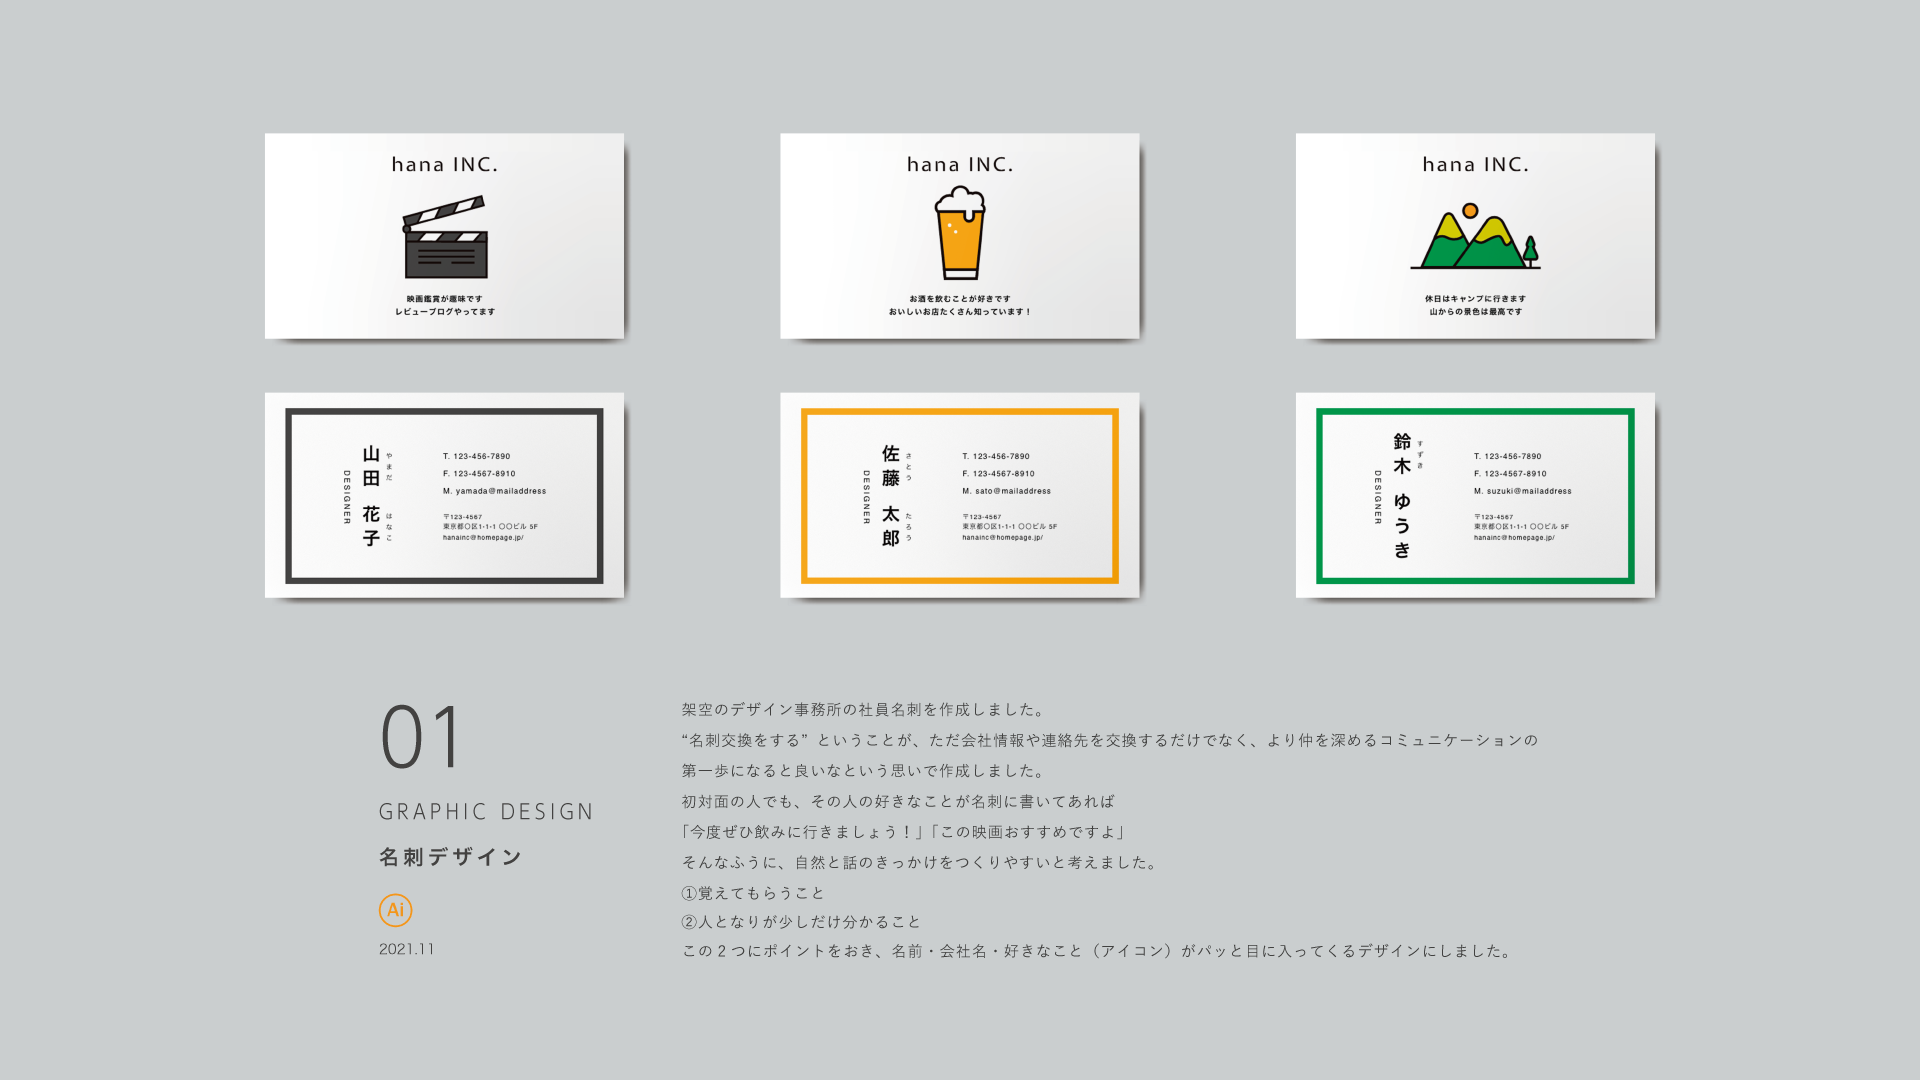 hana INC.
映画鑑賞が趣味です
レビューブログやってます
hana INC.
お酒を飲むことが好きです
おいしいお店たくさん知っています！
hana INC.
休日はキャンプに行きます
山からの景色は最高です
山田 花子
やまだ はなこ
DESIGNER
T. 123-456-7890
F. 123-4567-8910
M. yamada@mailaddress
〒123-4567
東京都〇区1-1-1 〇〇ビル 5F
hanainc@homepage.jp/
佐藤 太郎
さとう たろう
DESIGNER
T. 123-456-7890
F. 123-4567-8910
M. sato@mailaddress
〒123-4567
東京都〇区1-1-1 〇〇ビル 5F
hanainc@homepage.jp/
鈴木 ゆうき
すずき
DESIGNER
T. 123-456-7890
F. 123-4567-8910
M. suzuki@mailaddress
〒123-4567
東京都〇区1-1-1 〇〇ビル 5F
hanainc@homepage.jp/
01
GRAPHIC DESIGN
名刺デザイン
Ai
2021.11
架空のデザイン事務所の社員名刺を作成しました。
“名刺交換をする” ということが、ただ会社情報や連絡先を交換するだけでなく、より仲を深めるコミュニケーションの
第一歩になると良いなという思いで作成しました。
初対面の人でも、その人の好きなことが名刺に書いてあれば
「今度ぜひ飲みに行きましょう！」「この映画おすすめですよ」
そんなふうに、自然と話のきっかけをつくりやすいと考えました。
①覚えてもらうこと
②人となりが少しだけ分かること
この 2 つにポイントをおき、名前・会社名・好きなこと（アイコン）がパッと目に入ってくるデザインにしました。